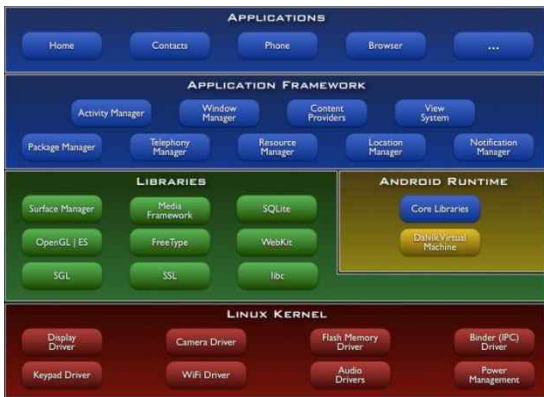 APPLICATIONS
Home Contacts Phone Browser ...
APPLICATION FRAMEWORK
Activity Manager Window Manager Content Providers View System
Package Manager Telephony Manager Resource Manager Location Manager Notification Manager
LIBRARIES
Surface Manager Media Framework SQLite
OpenGL | ES FreeType WebKit
SGL SSL libc
ANDROID RUNTIME
Core Libraries
Dalvik Virtual Machine
LINUX KERNEL
Display Driver Camera Driver Flash Memory Driver Binder (IPC) Driver
Keypad Driver WiFi Driver Audio Drivers Power Management